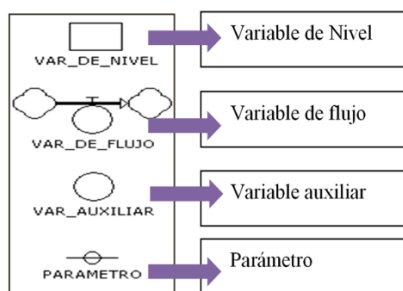 VAR_DE_NIVEL
Variable de Nivel
VAR_DE_FLUJO
Variable de flujo
VAR_AUXILIAR
Variable auxiliar
PARAMETRO
Parámetro